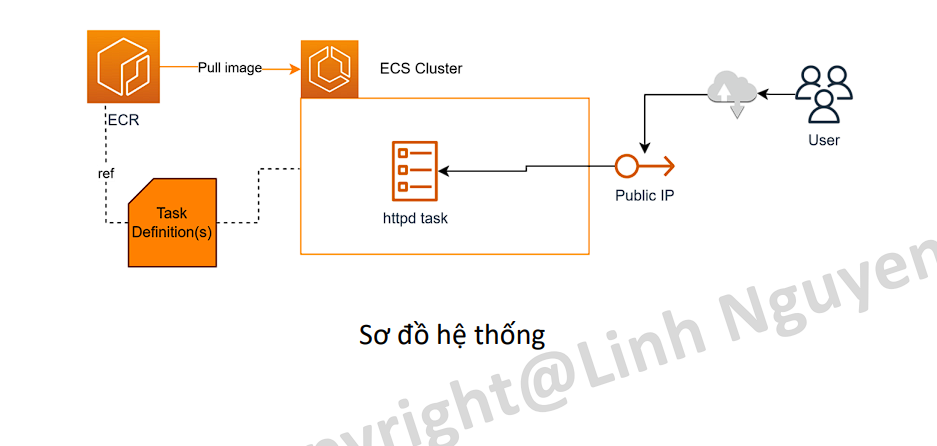 Pull image
ECS Cluster
ECR
User
ref
Public IP
Task
Definition(s)
httpd task
Sơ đồ hệ thống
pyright@Linh Nguyen